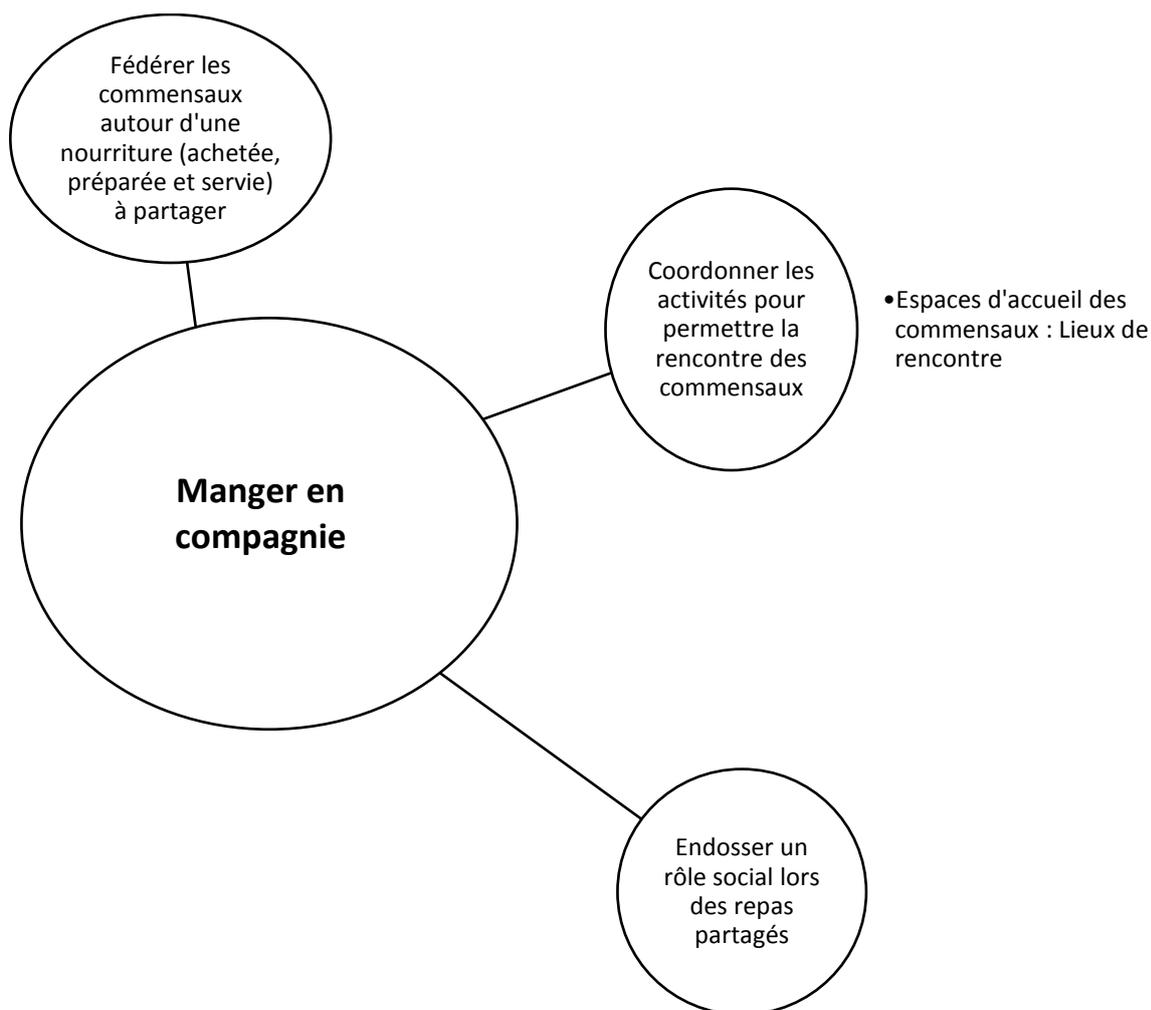 Fédérer les
commensaux
autour d'une
nourriture (achetée,
préparée et servie)
à partager
Coordonner les
activités pour
permettre la
rencontre des
commensaux
•Espaces d'accueil des
commensaux : Lieux de
rencontre
Manger en
compagnie
Endosser un
rôle social lors
des repas
partagés